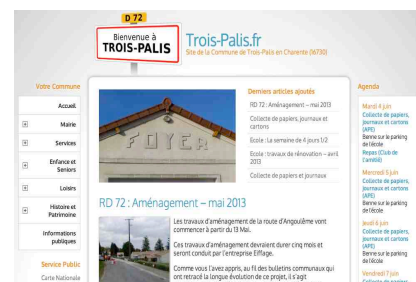 D 72
Bienvenue à
TROIS-PALIS
Trois-Palis.fr
Site de la Commune de Trois-Palis en Charente (16730)
Votre Commune
Accueil
Mairie
Services
Enfance et
Seniors
Loisirs
Histoire et
Patrimoine
Informations
publiques
Service Public
Carte Nationale
FOYER
Derniers articles ajoutés
RD 72 : Aménagement – mai 2013
Collecte de papiers, journaux et
cartons
Ecole : La semaine de 4 jours 1/2
Ecole : travaux de rénovation – avril
2013
Collecte de papiers et journaux
RD 72 : Aménagement – mai 2013
Les travaux d'aménagement de la route d'Angoulême vont
commencer à partir du 13 Mai.
Ces travaux d'aménagement devraient durer cinq mois et
seront conduit par l'entreprise Eiffage.
Comme vous l'avez appris, au fil des bulletins communaux qui
ont retracé la longue évolution de ce projet, il s'agit
Agenda
Mardi 4 juin
Collecte de papiers,
journaux et cartons
(APE)
Benne sur le parking
de l'école
Repas (Club de
l'amitié)
Mercredi 5 juin
Collecte de papiers,
journaux et cartons
(APE)
Benne sur le parking
de l'école
Jeudi 6 juin
Collecte de papiers,
journaux et cartons
(APE)
Benne sur le parking
de l'école
Vendredi 7 juin
Collecte de papiers